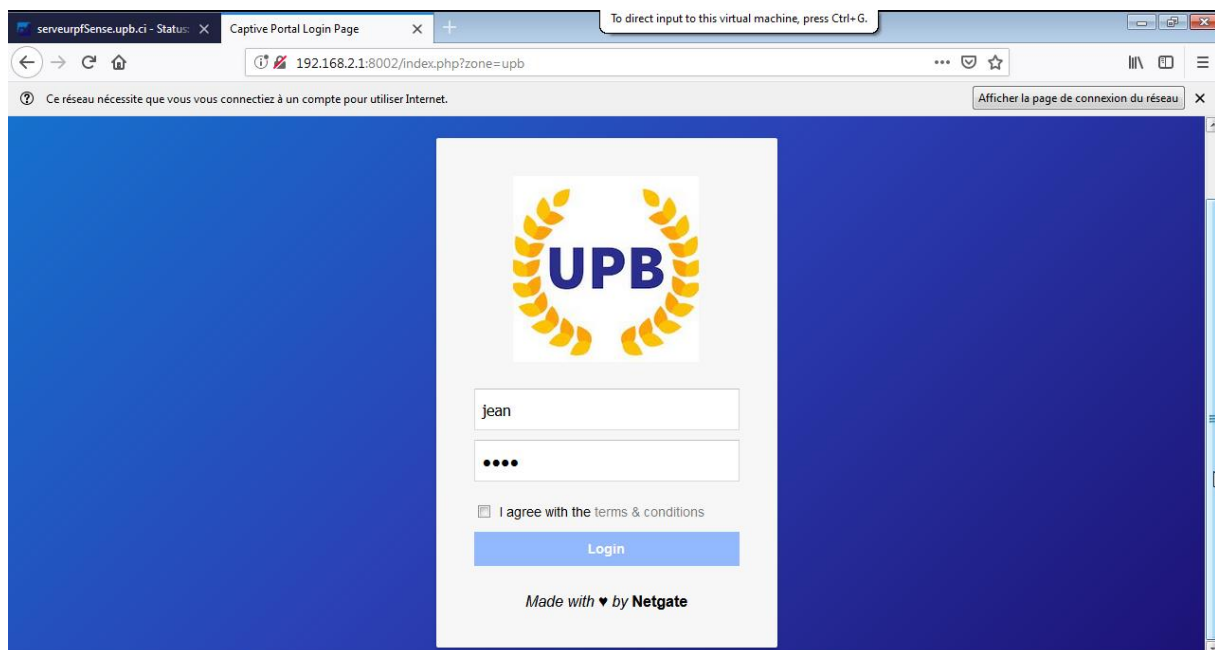 To direct input to this virtual machine, press Ctrl+G.
serveurpfSense.upb.ci - Status:
Captive Portal Login Page
192.168.2.1:8002/index.php?zone=upb
Ce réseau nécessite que vous vous connectiez à un compte pour utiliser Internet.
Afficher la page de connexion du réseau
UPB
jean
••••
I agree with the terms & conditions
Login
Made with ♥ by Netgate